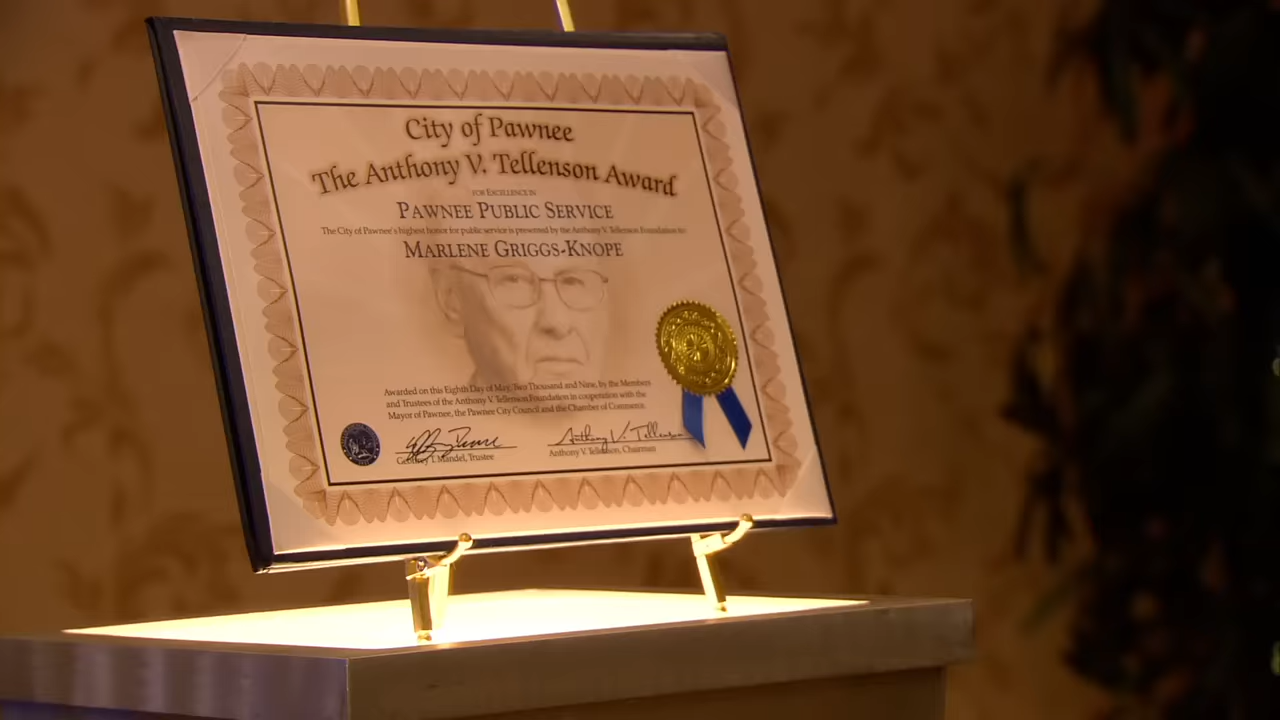 City of Pawnee
The Anthony V. Tellenson Award
FOR EXCELLENCE IN
PAWNEE PUBLIC SERVICE
The City of Pawnee's highest honor for public service is presented by the Anthony V. Tellenson Foundation to:
MARLENE GRIGGS-KNOPE
Awarded on this Eighth Day of May, Two Thousand and Nine, by the Members
and Trustees of the Anthony V. Tellenson Foundation in cooperation with the
Mayor of Pawnee, the Pawnee City Council and the Chamber of Commerce.
Anthony V. Tellenson
Geoffrey I. Mandel, Trustee
Anthony V. Tellenson, Chairman